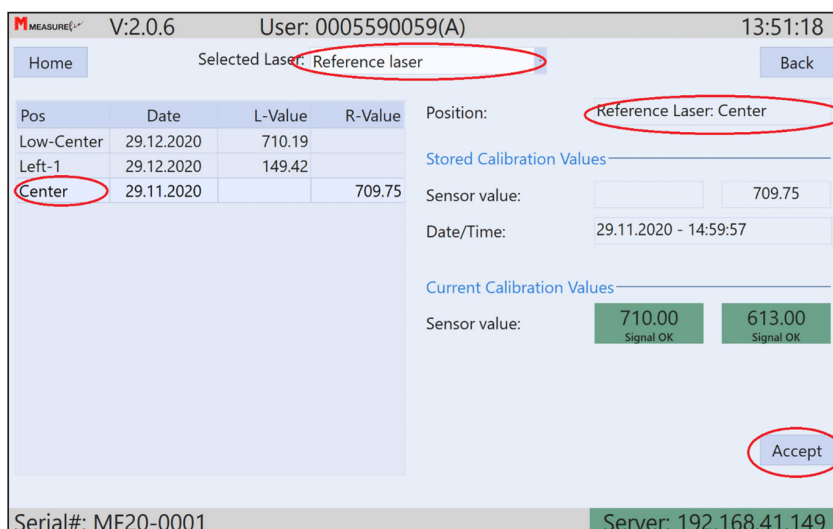 MEASURE V:2.0.6 User: 0005590059(A) 13:51:18
Home Selected Laser: Reference laser Back
Pos Date L-Value R-Value
Low-Center 29.12.2020 710.19
Left-1 29.12.2020 149.42
Center 29.11.2020 709.75
Position: Reference Laser: Center
Stored Calibration Values
Sensor value: 709.75
Date/Time: 29.11.2020 - 14:59:57
Current Calibration Values
Sensor value: 710.00 613.00
Signal OK Signal OK
Accept
Serial#: MF20-0001 Server: 192.168.41.149